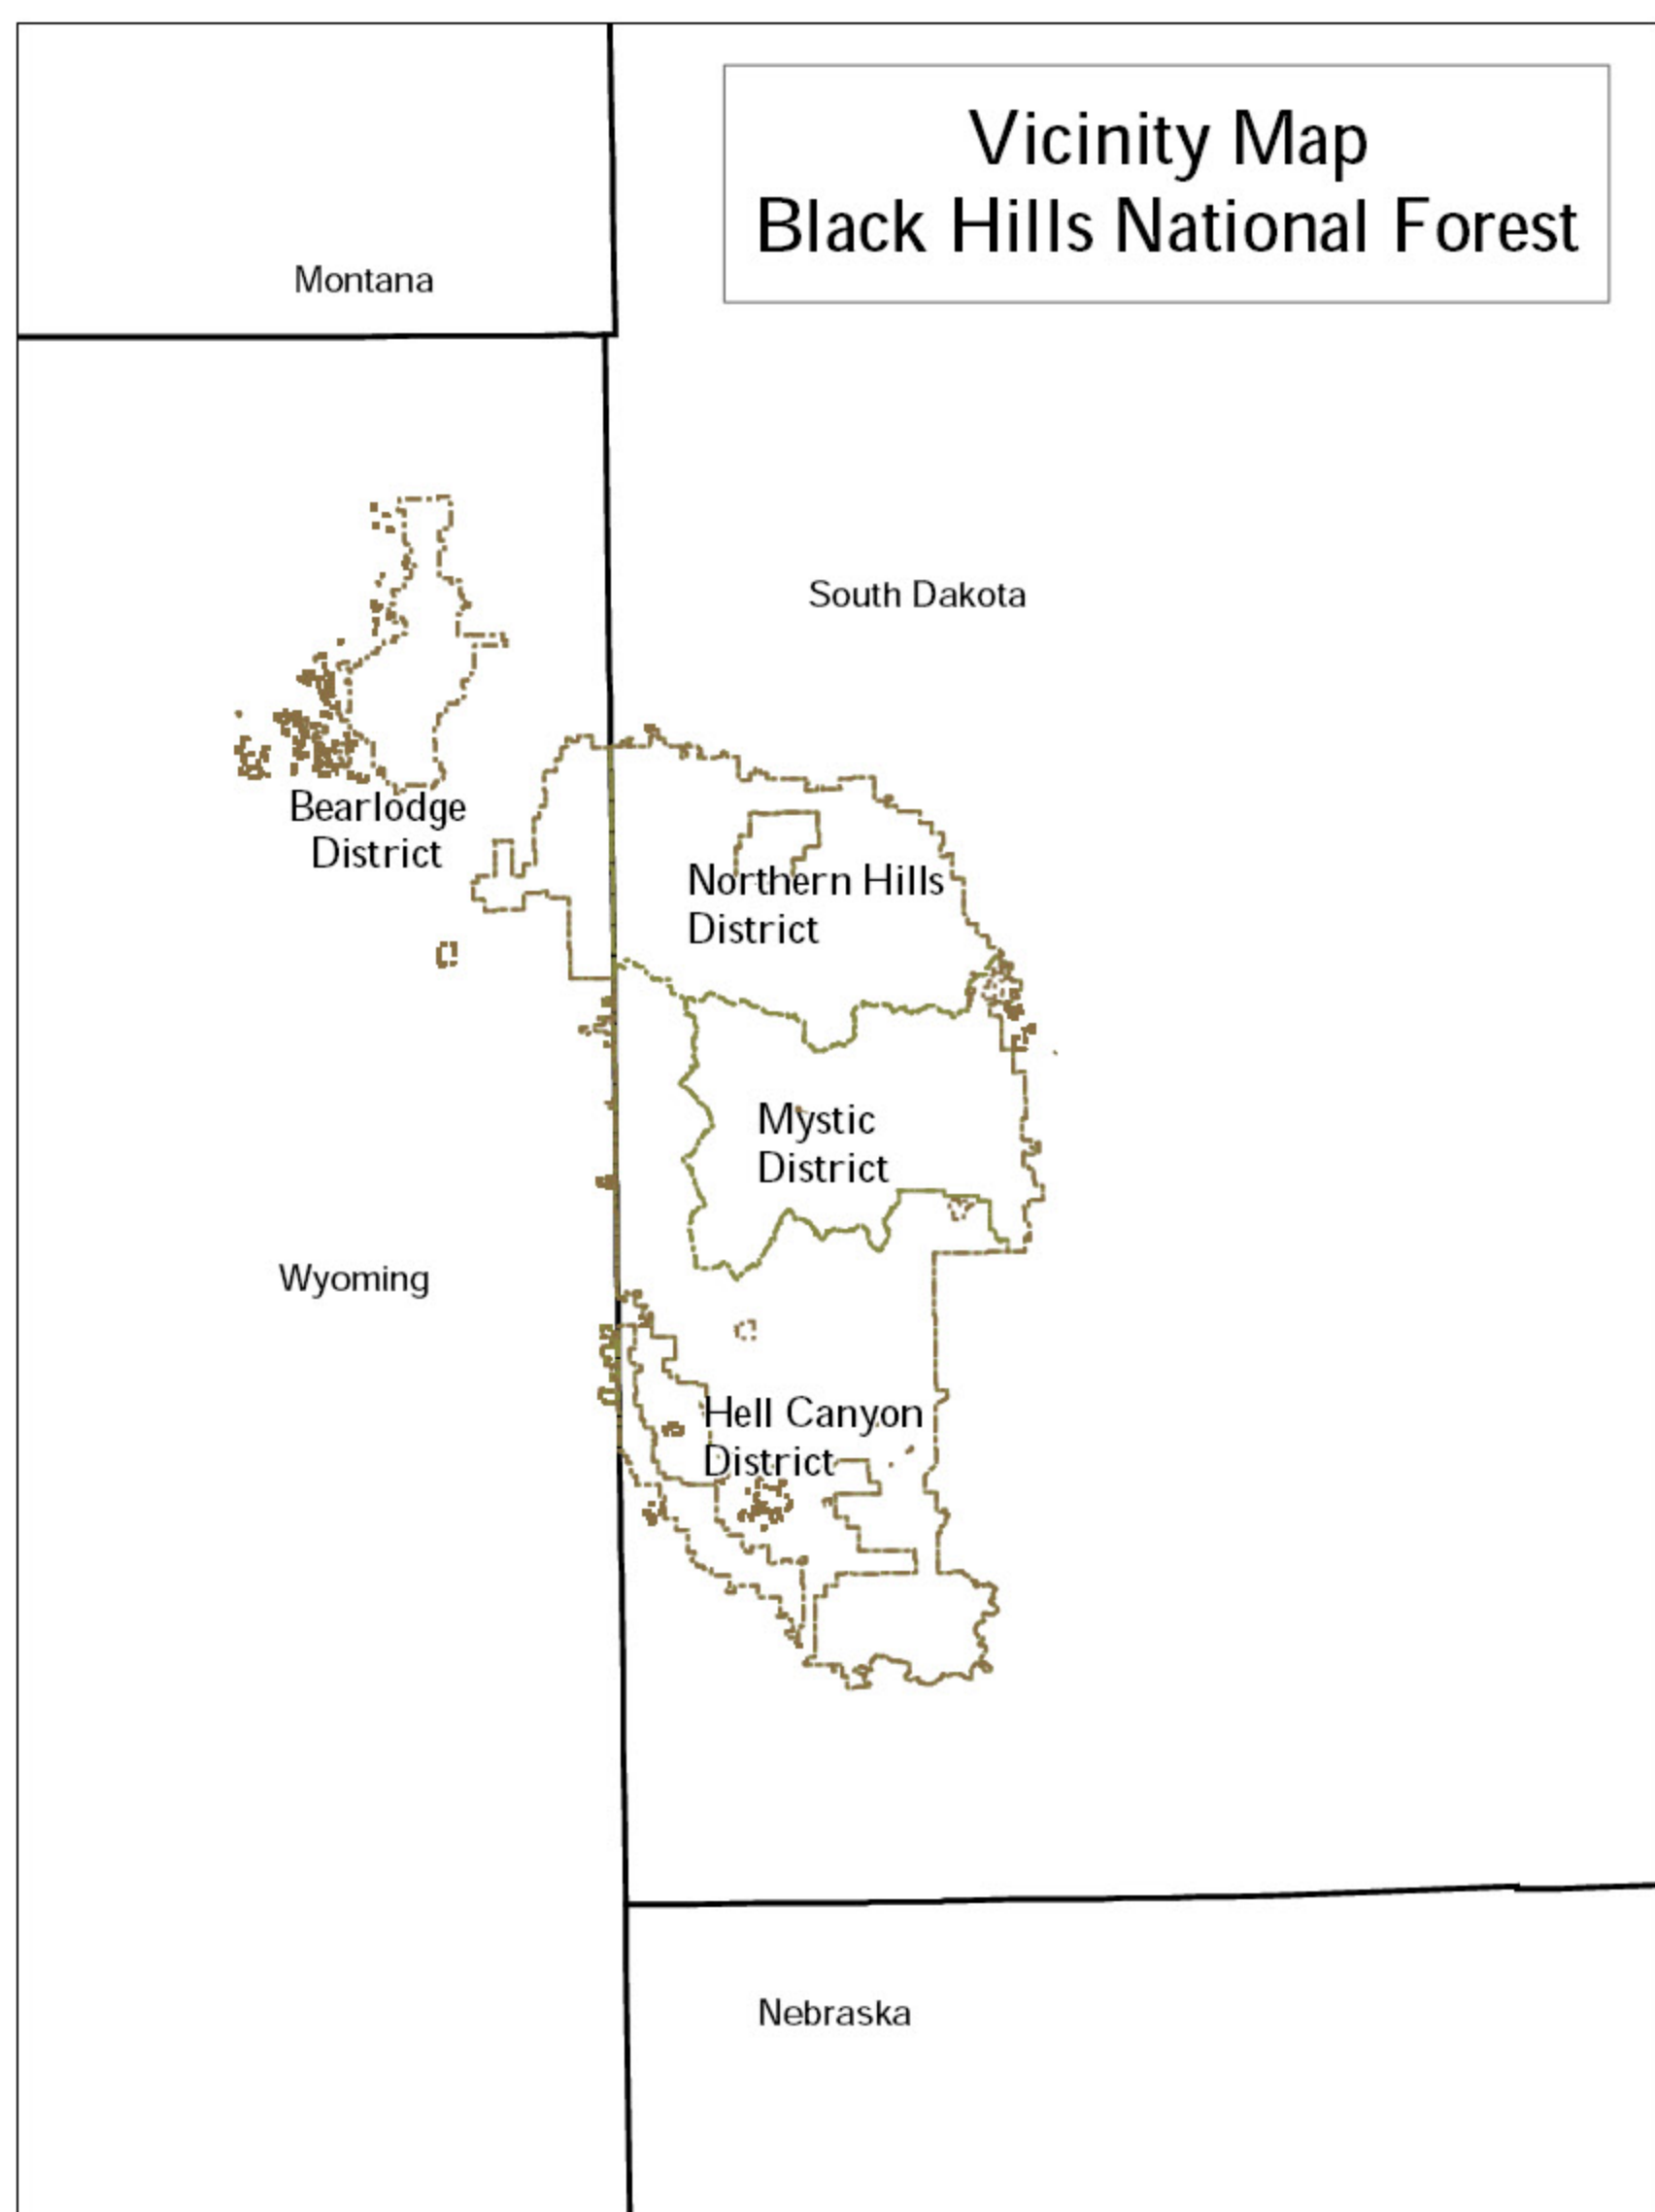 Vicinity Map
Black Hills National Forest
Montana
South Dakota
Bearlodge
District
Northern Hills
District
Mystic
District
Wyoming
Hell Canyon
District
Nebraska